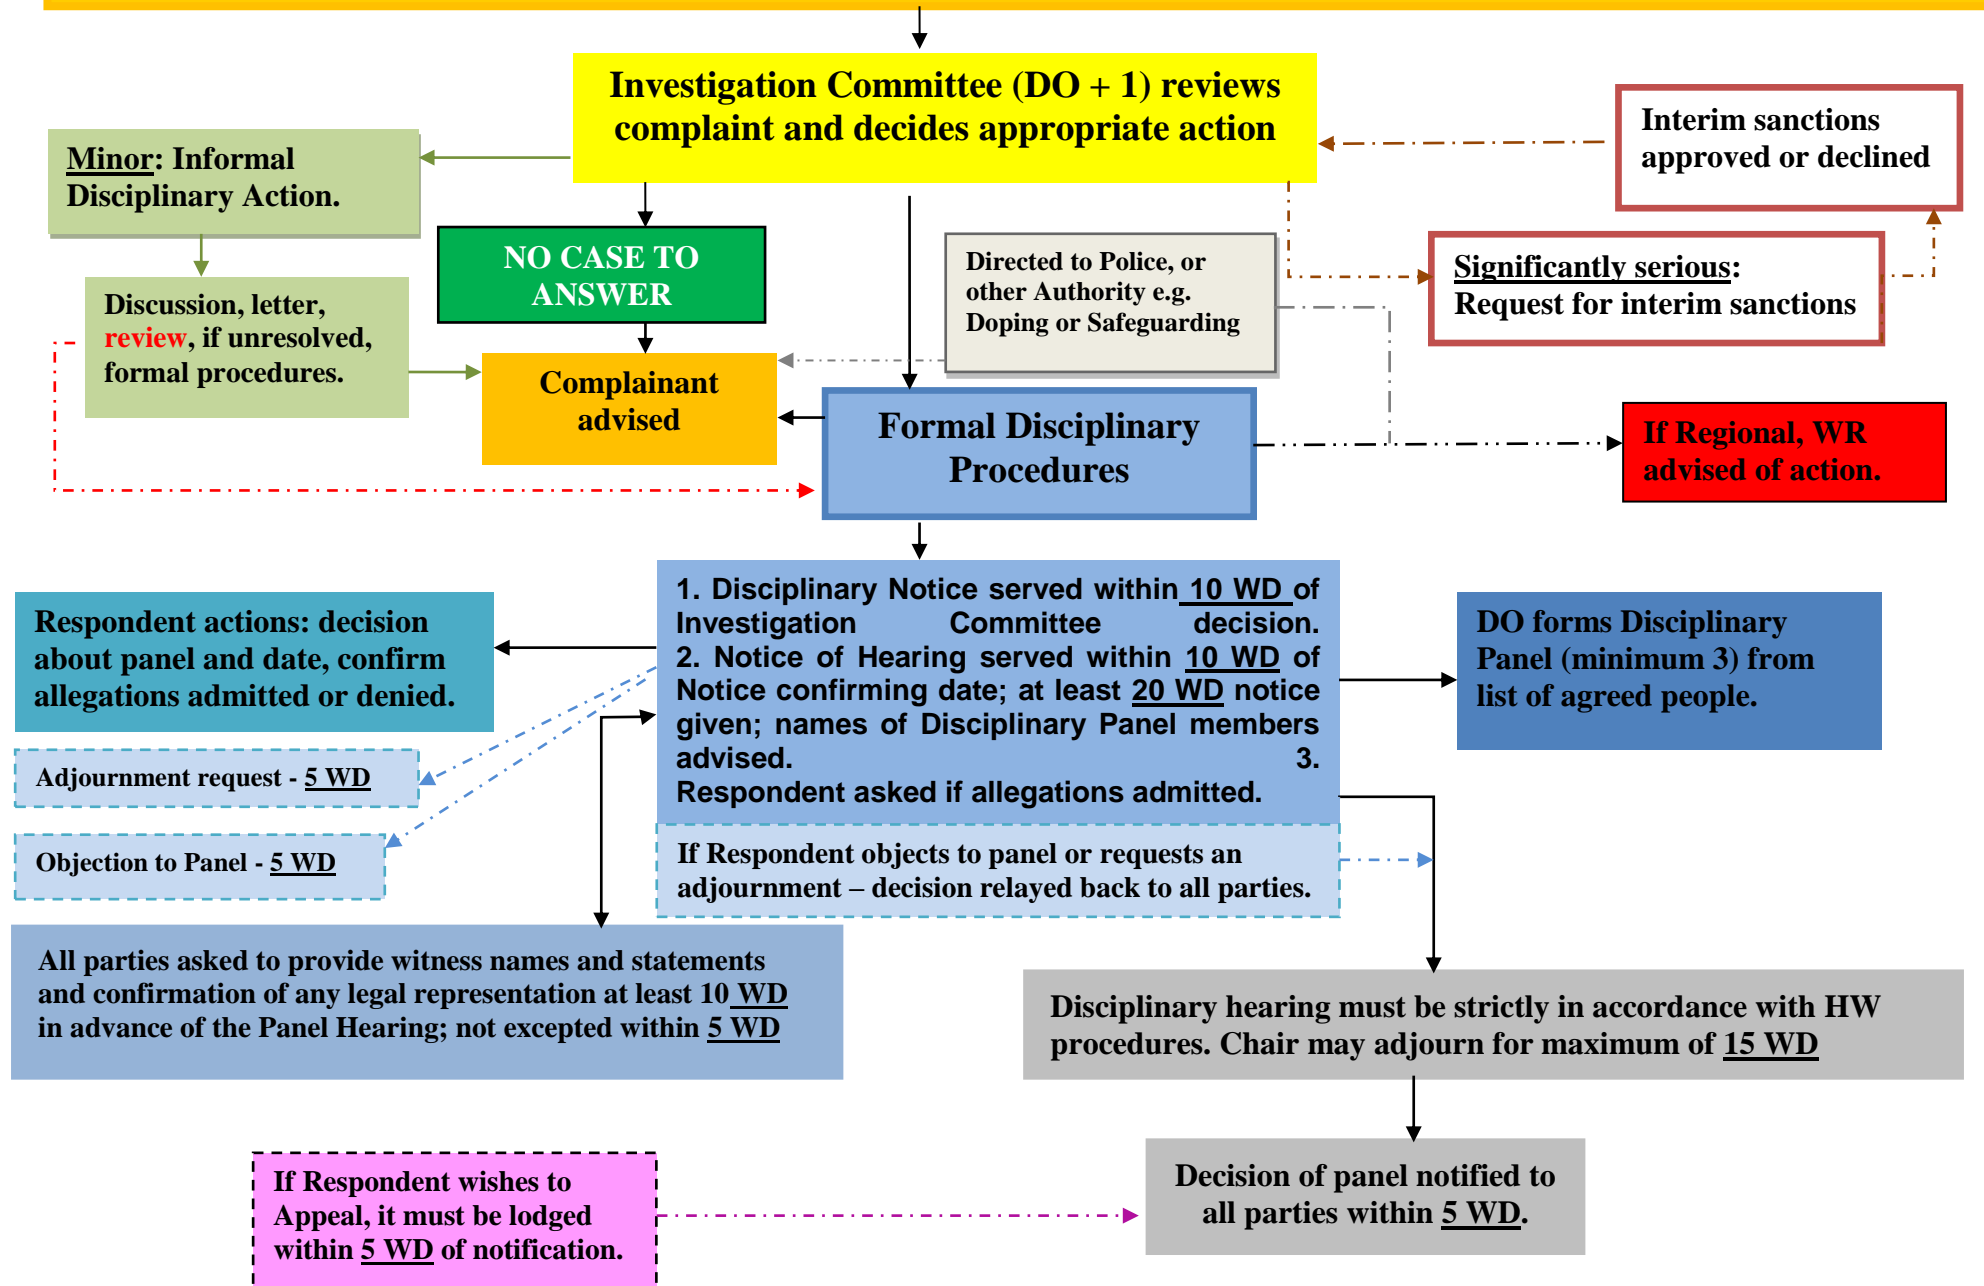 Investigation Committee (DO + 1) reviews
complaint and decides appropriate action
Interim sanctions
approved or declined
Minor: Informal
Disciplinary Action.
NO CASE TO
ANSWER
Directed to Police, or
other Authority e.g.
Doping or Safeguarding
Significantly serious:
Request for interim sanctions
Discussion, letter,
review, if unresolved,
formal procedures.
Complainant
advised
Formal Disciplinary
Procedures
If Regional, WR
advised of action.
Respondent actions: decision
about panel and date, confirm
allegations admitted or denied.
1. Disciplinary Notice served within 10 WD of
Investigation Committee decision.
2. Notice of Hearing served within 10 WD of
Notice confirming date; at least 20 WD notice
given; names of Disciplinary Panel members
advised. 3.
Respondent asked if allegations admitted.
DO forms Disciplinary
Panel (minimum 3) from
list of agreed people.
Adjournment request - 5 WD
Objection to Panel - 5 WD
If Respondent objects to panel or requests an
adjournment – decision relayed back to all parties.
All parties asked to provide witness names and statements
and confirmation of any legal representation at least 10 WD
in advance of the Panel Hearing; not excepted within 5 WD
Disciplinary hearing must be strictly in accordance with HW
procedures. Chair may adjourn for maximum of 15 WD
If Respondent wishes to
Appeal, it must be lodged
within 5 WD of notification.
Decision of panel notified to
all parties within 5 WD.